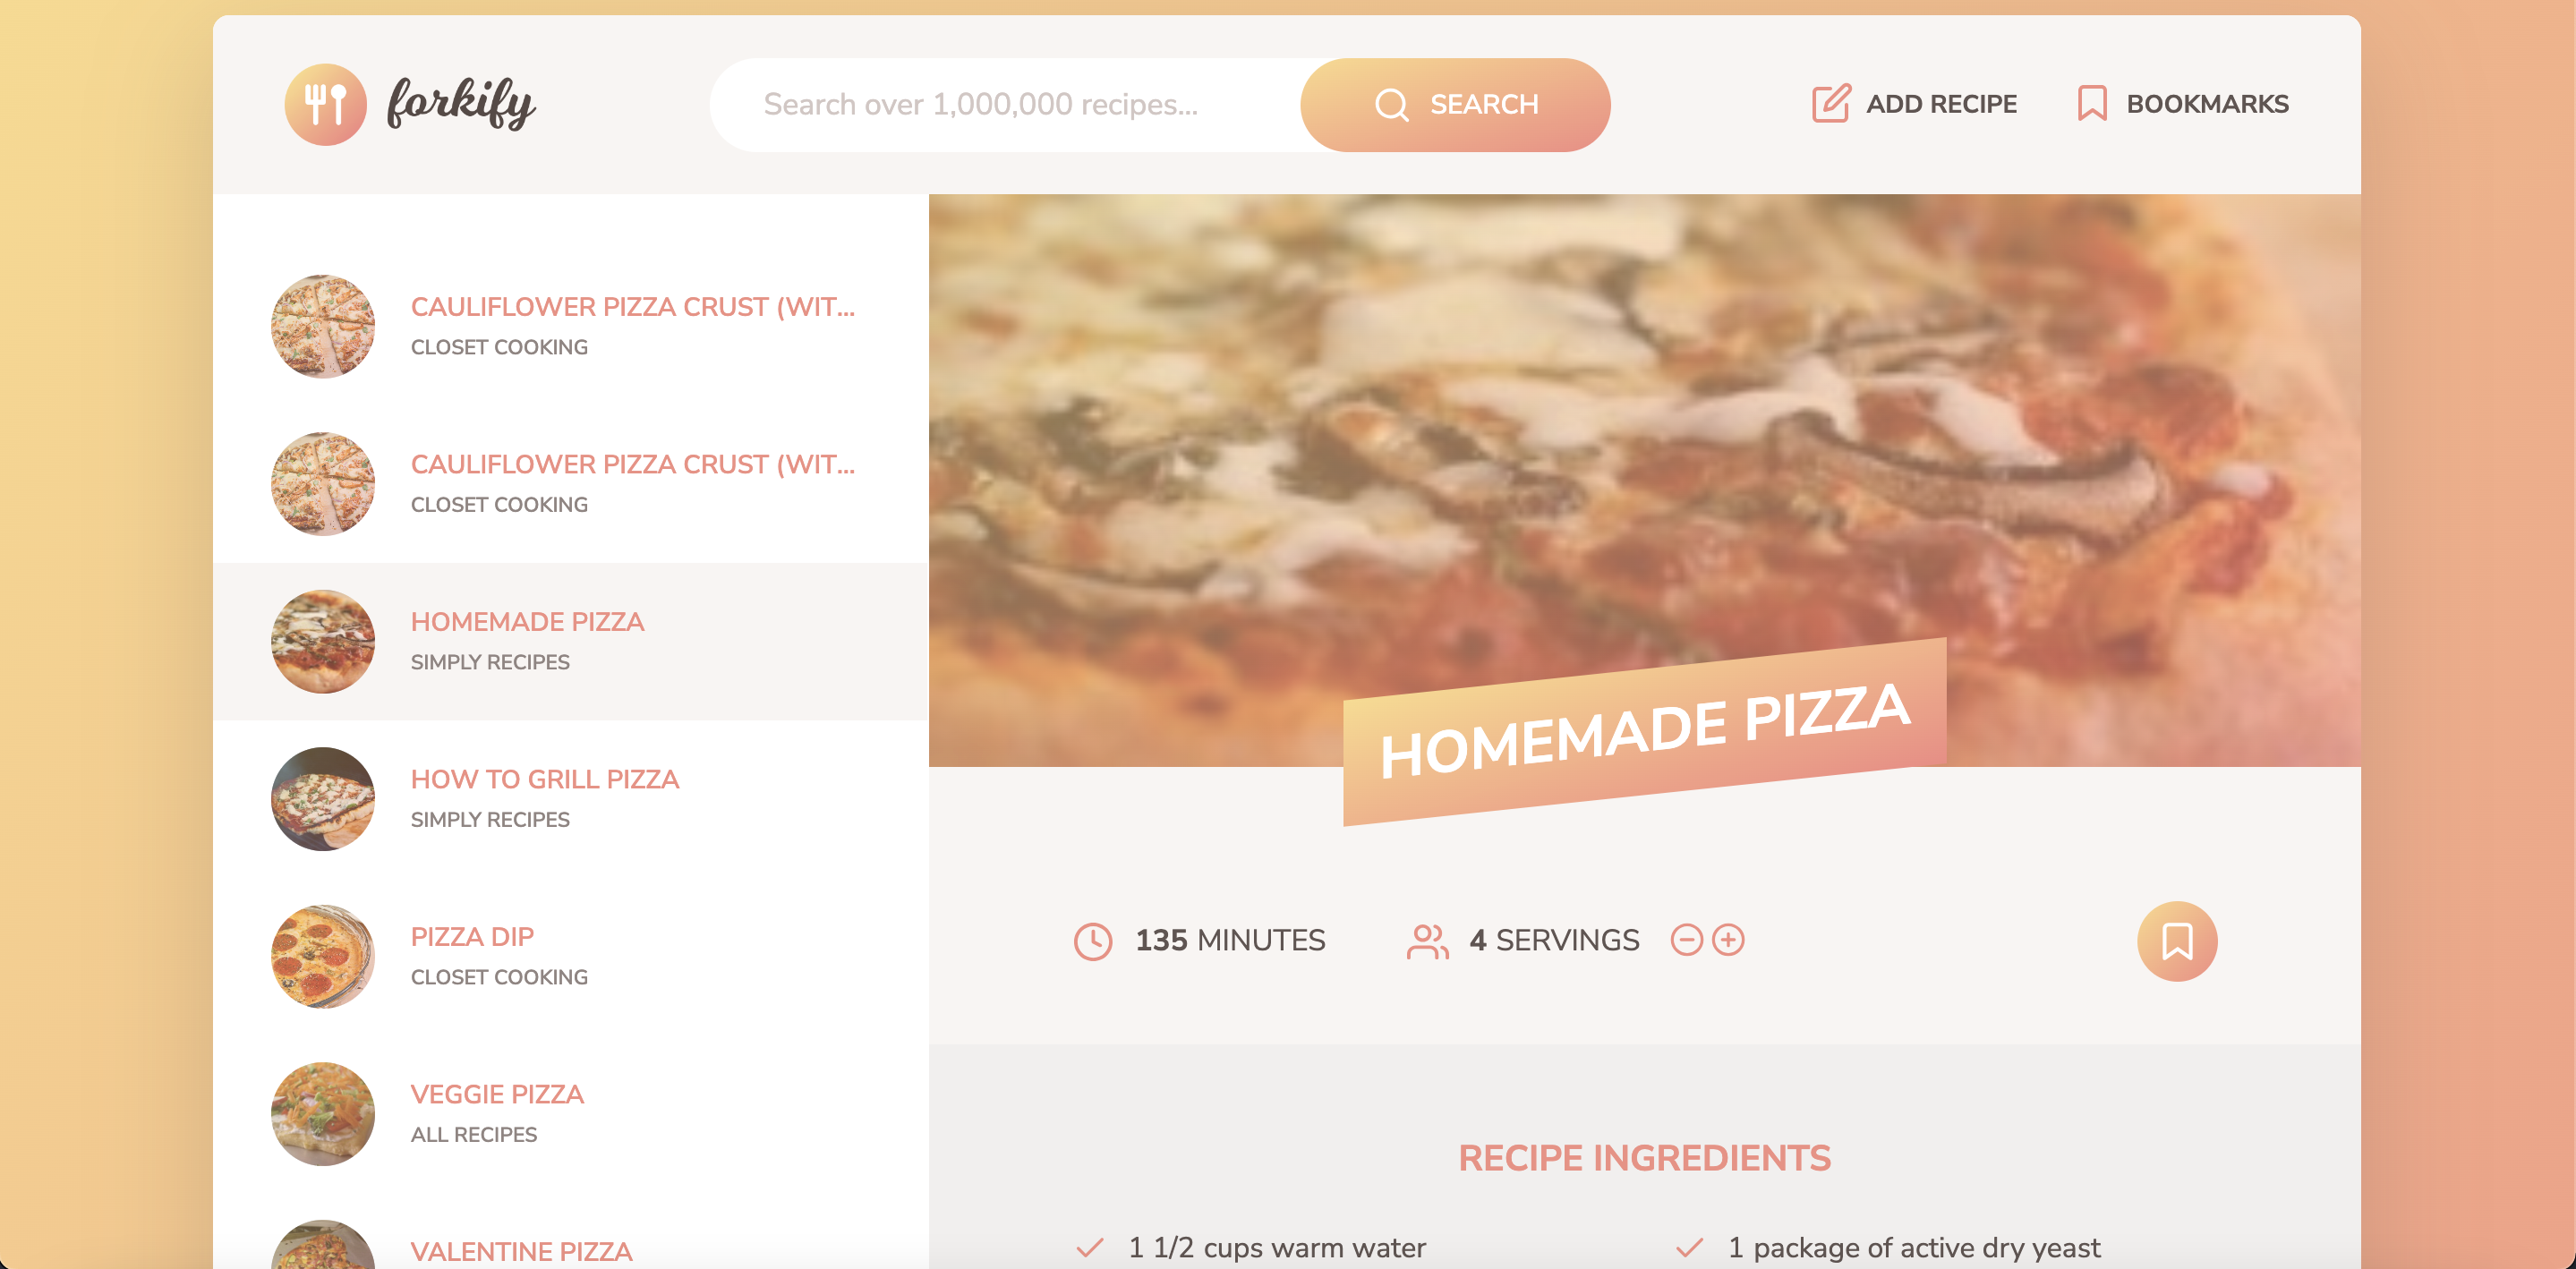 forkify
Search over 1,000,000 recipes...
SEARCH
ADD RECIPE
BOOKMARKS
CAULIFLOWER PIZZA CRUST (WIT...
CLOSET COOKING
CAULIFLOWER PIZZA CRUST (WIT...
CLOSET COOKING
HOMEMADE PIZZA
SIMPLY RECIPES
HOW TO GRILL PIZZA
SIMPLY RECIPES
PIZZA DIP
CLOSET COOKING
VEGGIE PIZZA
ALL RECIPES
VALENTINE PIZZA
HOMEMADE PIZZA
135 MINUTES
4 SERVINGS
RECIPE INGREDIENTS
1 1/2 cups warm water
1 package of active dry yeast